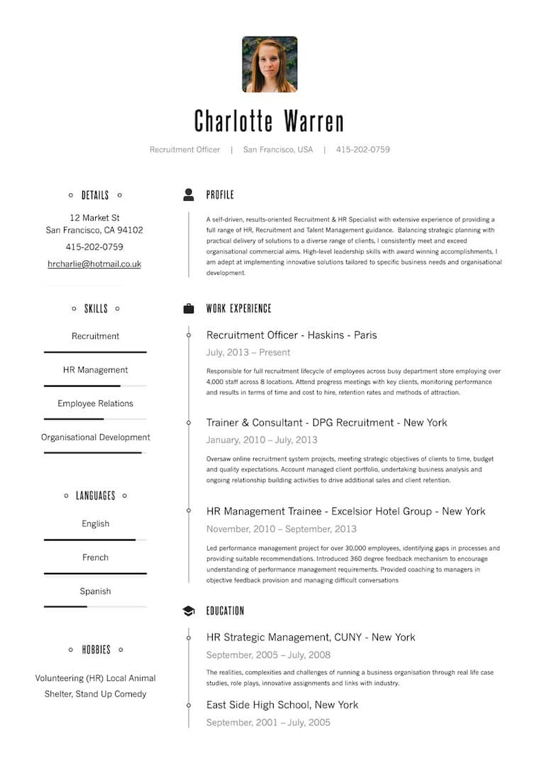 Charlotte Warren
Recruitment Officer | San Francisco, USA | 415-202-0759
DETAILS
12 Market St
San Francisco, CA 94102
415-202-0759
hrcharlie@hotmail.co.uk
SKILLS
Recruitment
HR Management
Employee Relations
Organisational Development
LANGUAGES
English
French
Spanish
HOBBIES
Volunteering (HR) Local Animal
Shelter, Stand Up Comedy
PROFILE
A self-driven, results-oriented Recruitment & HR Specialist with extensive experience of providing a
full range of HR, Recruitment and Talent Management guidance. Balancing strategic planning with
practical delivery of solutions to a diverse range of clients, I consistently meet and exceed
organisational commercial aims. High-level leadership skills with award winning accomplishments, I
am adept at implementing innovative solutions tailored to specific business needs and organisational
development.
WORK EXPERIENCE
Recruitment Officer - Haskins - Paris
July, 2013 – Present
Responsible for full recruitment lifecycle of employees across busy department store employing over
4,000 staff across 8 locations. Attend progress meetings with key clients, monitoring performance
and results in terms of time and cost to hire, retention rates and methods of attraction.
Trainer & Consultant - DPG Recruitment - New York
January, 2010 – July, 2013
Oversaw online recruitment system projects, meeting strategic objectives of clients to time, budget
and quality expectations. Account managed client portfolio, undertaking business analysis and
ongoing relationship building activities to drive additional sales and client retention.
HR Management Trainee - Excelsior Hotel Group - New York
November, 2010 – September, 2013
Led performance management project for over 30,000 employees, identifying gaps in processes and
providing suitable recommendations. Introduced 360 degree feedback mechanism to encourage
understanding of performance management requirements. Provided coaching to managers in
objective feedback provision and managing difficult conversations
EDUCATION
HR Strategic Management, CUNY - New York
September, 2005 – July, 2008
The realities, complexities and challenges of running a business organisation through real life case
studies, role plays, innovative assignments and links with industry.
East Side High School, New York
September, 2001 – July, 2005